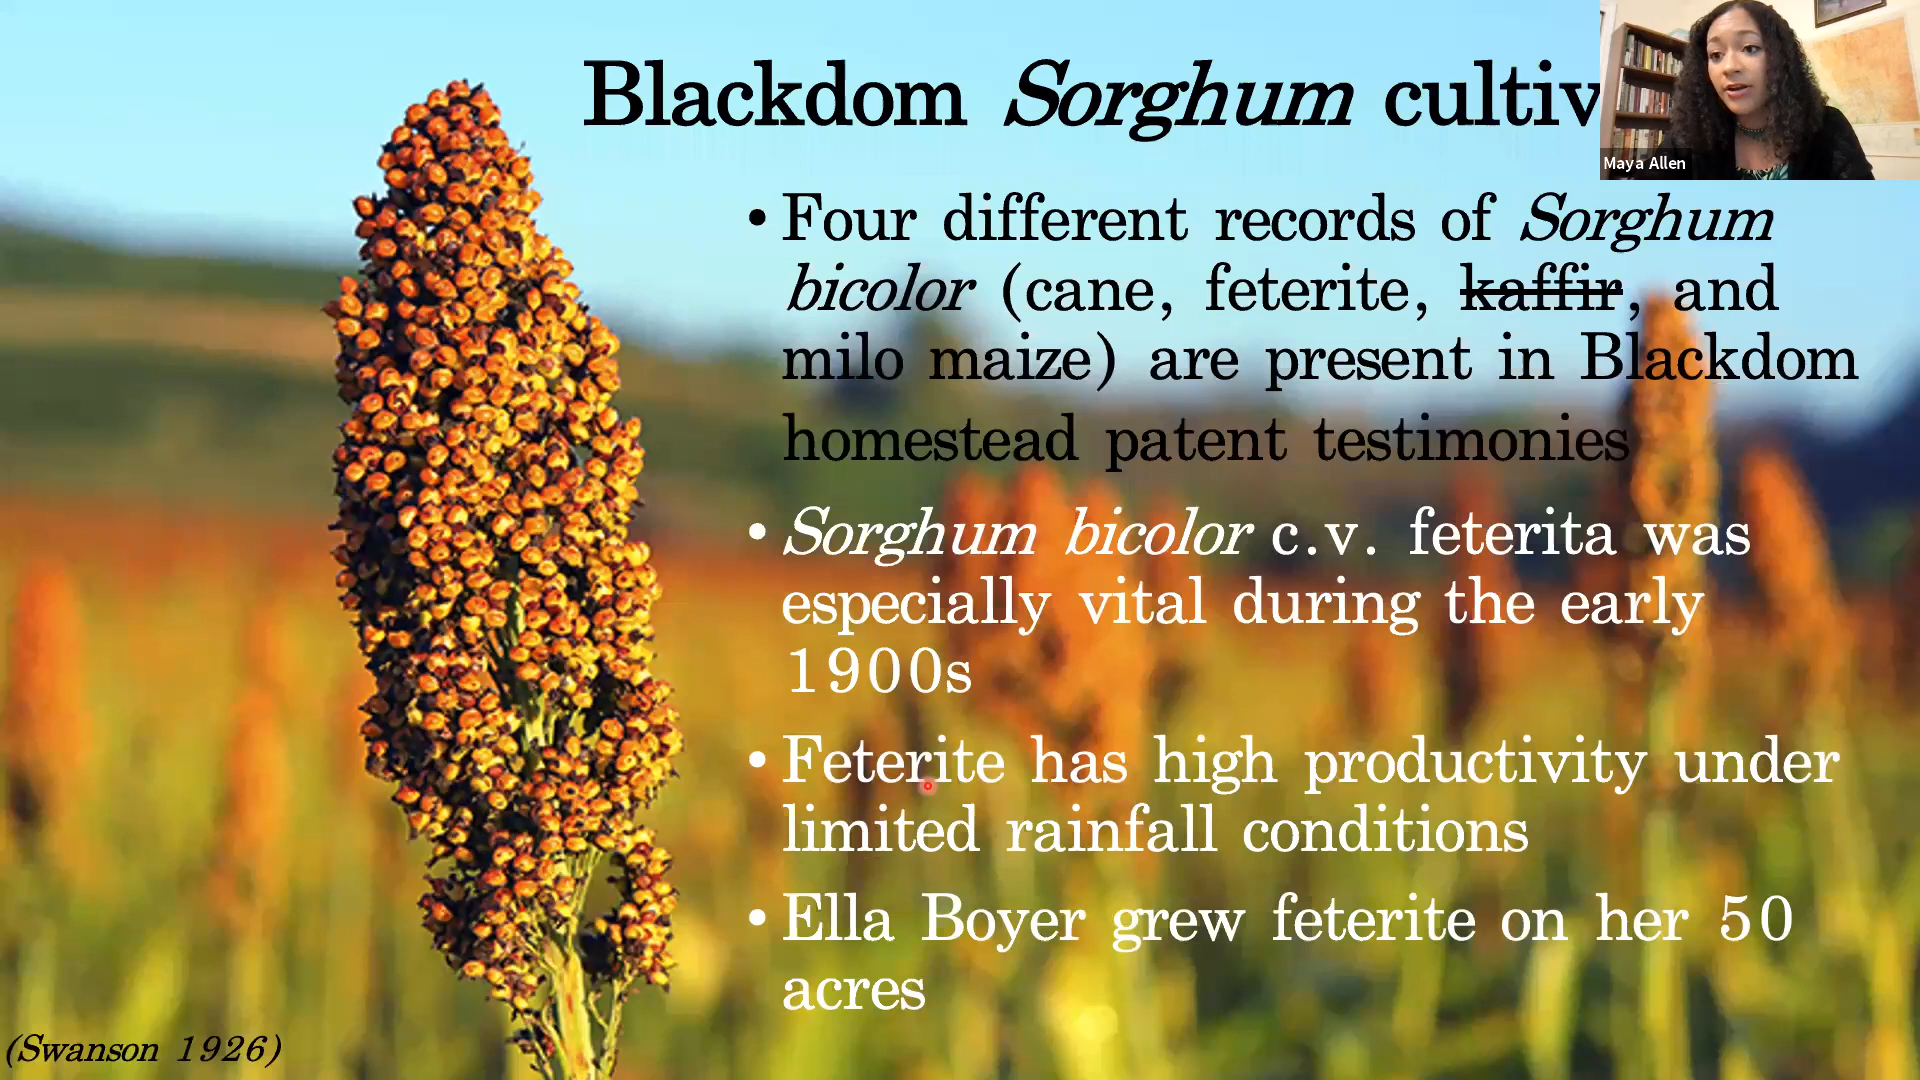 Blackdom Sorghum cultiv
Maya Allen
• Four different records of Sorghum
bicolor (cane, feterite, kaffir, and
milo maize) are present in Blackdom
homestead patent testimonies
• Sorghum bicolor c.v. feterita was
especially vital during the early
1900s
• Feterite has high productivity under
limited rainfall conditions
• Ella Boyer grew feterite on her 50
acres
(Swanson 1926)